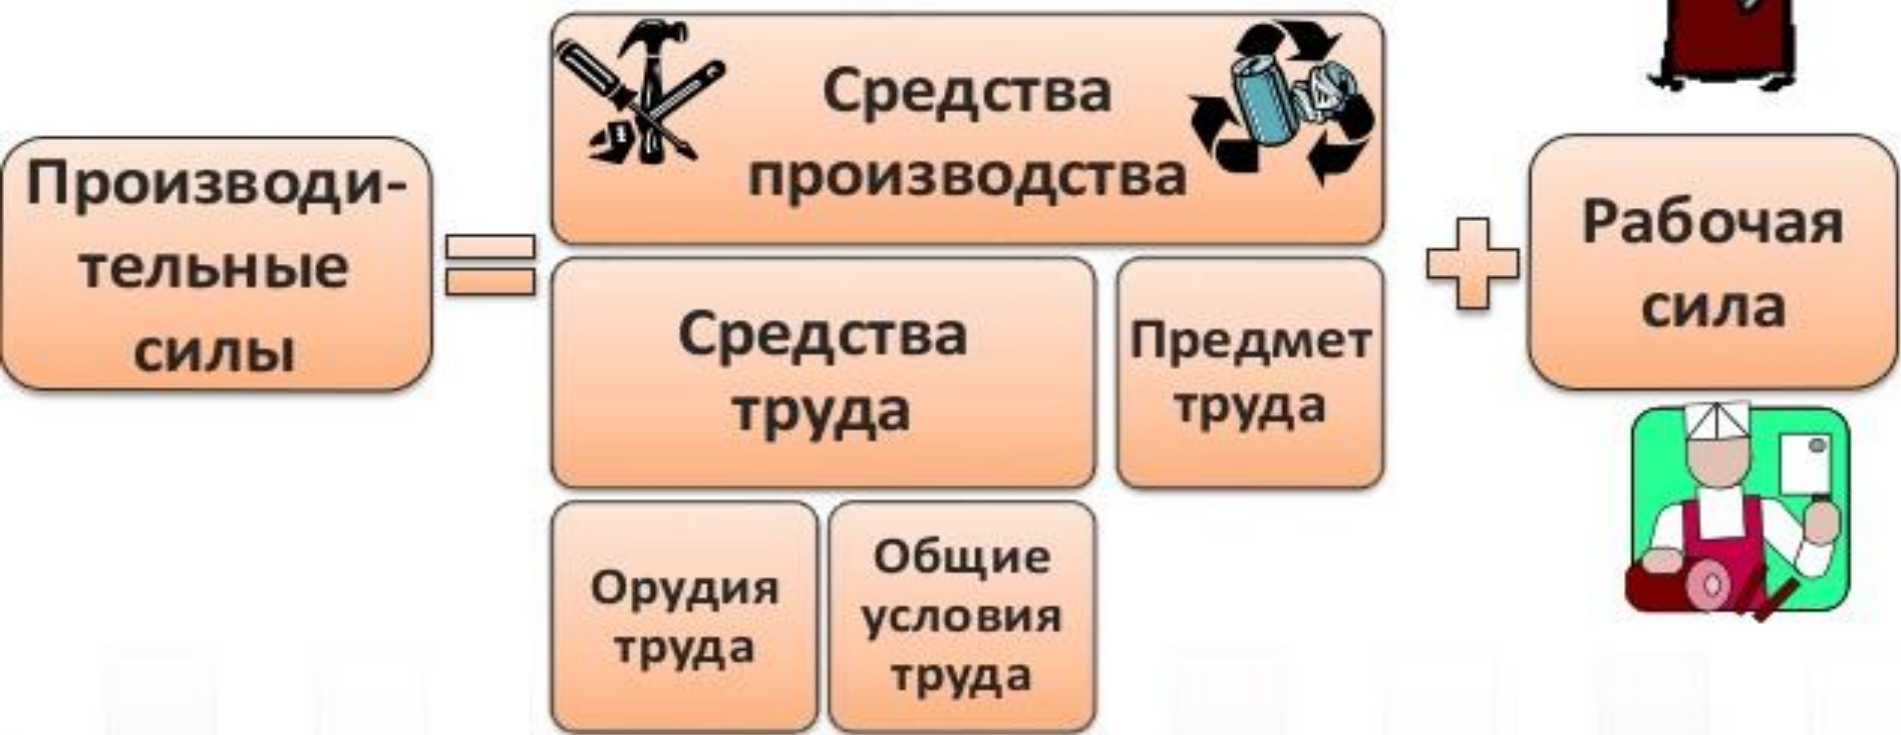 Производи-
тельные
силы
Средства
производства
Средства
труда
Предмет
труда
Орудия
труда
Общие
условия
труда
Рабочая
сила